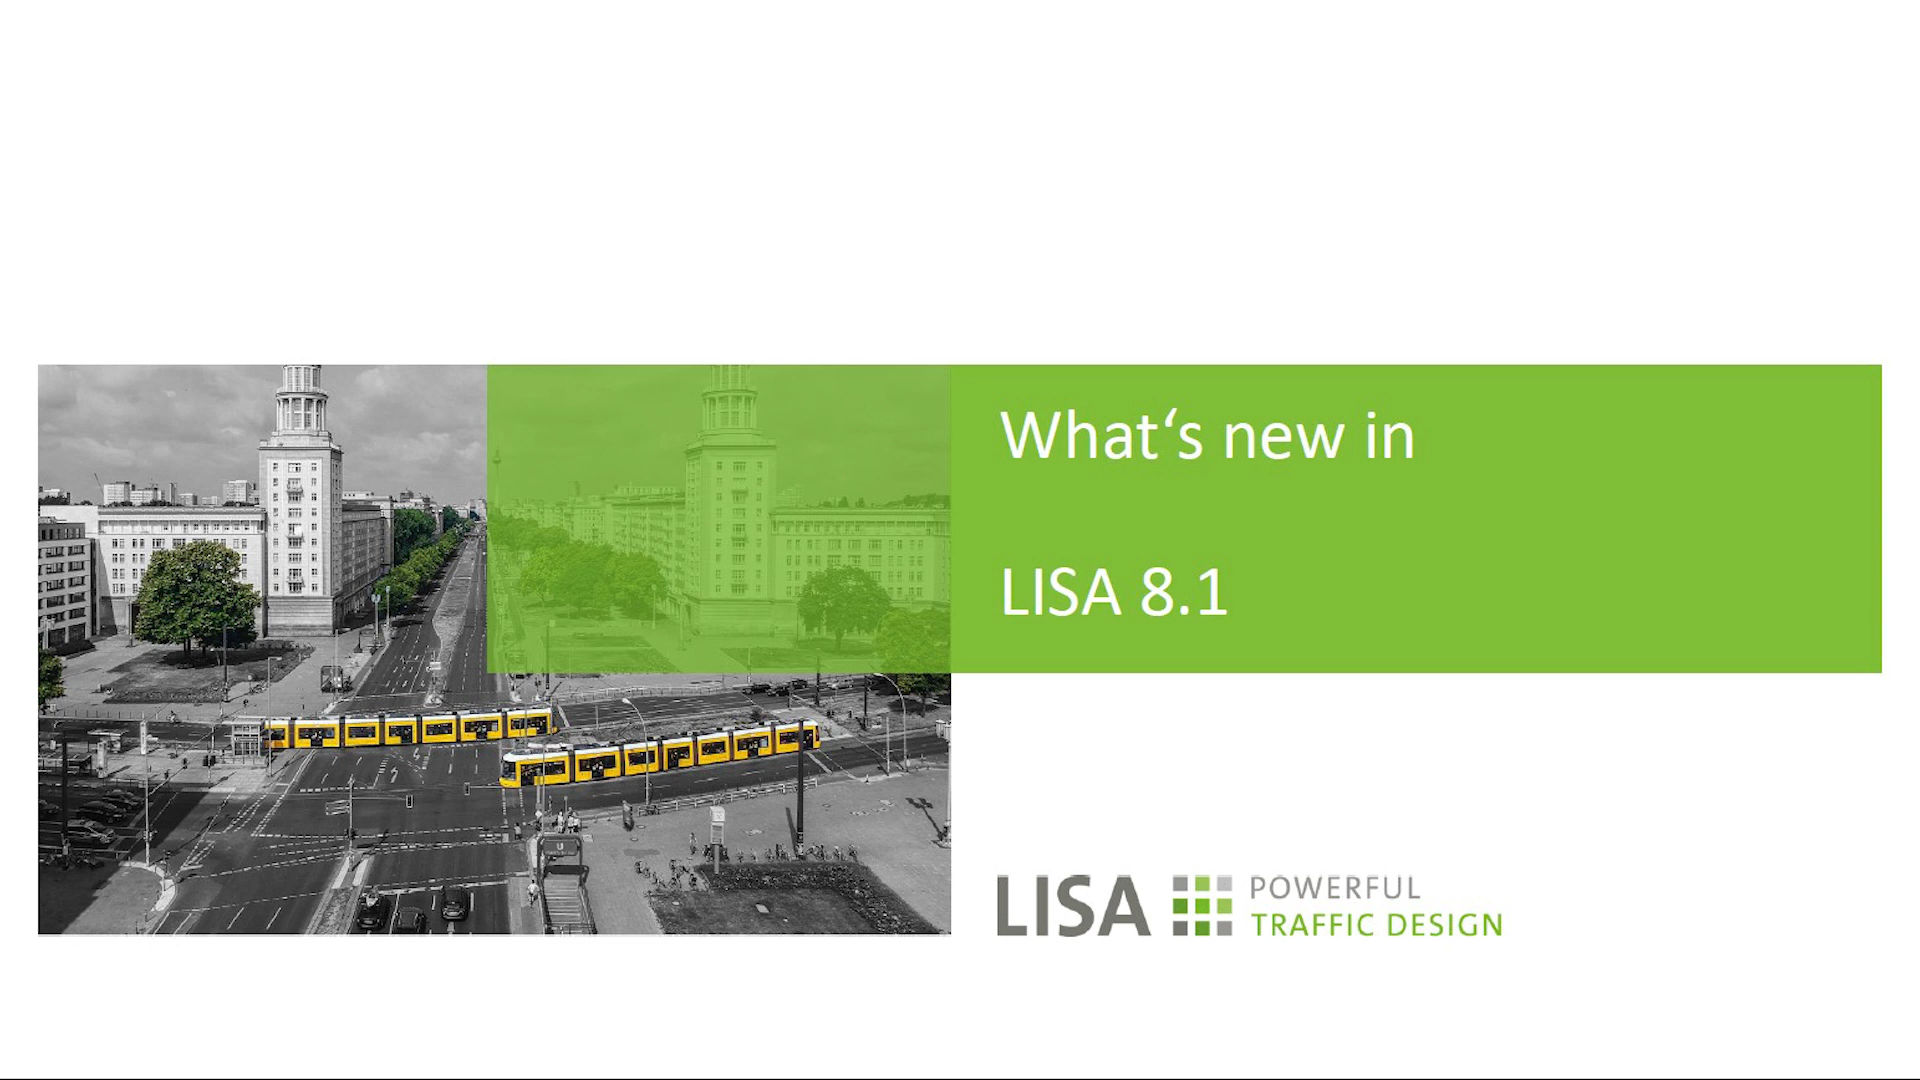 What‘s new in
LISA 8.1
U
LISA
POWERFUL
TRAFFIC DESIGN